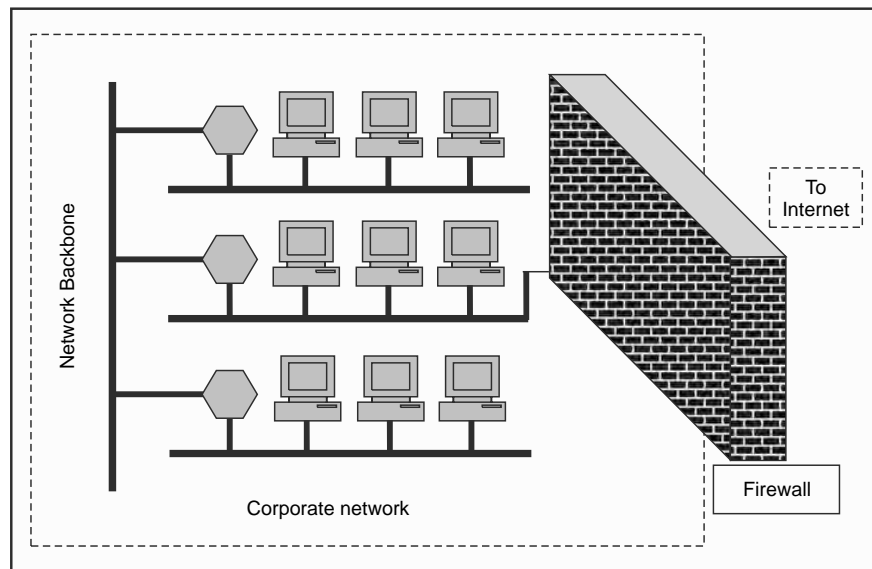 Network Backbone
To
Internet
Firewall
Corporate network